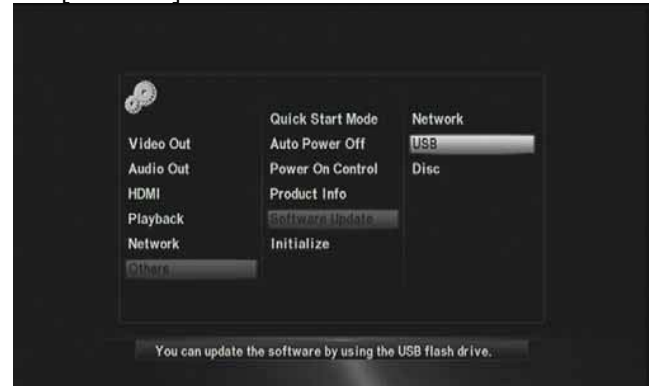 Video Out
Audio Out
HDMI
Playback
Network
Others
Quick Start Mode
Auto Power Off
Power On Control
Product Info
Software Update
Initialize
Network
USB
Disc
You can update the software by using the USB flash drive.